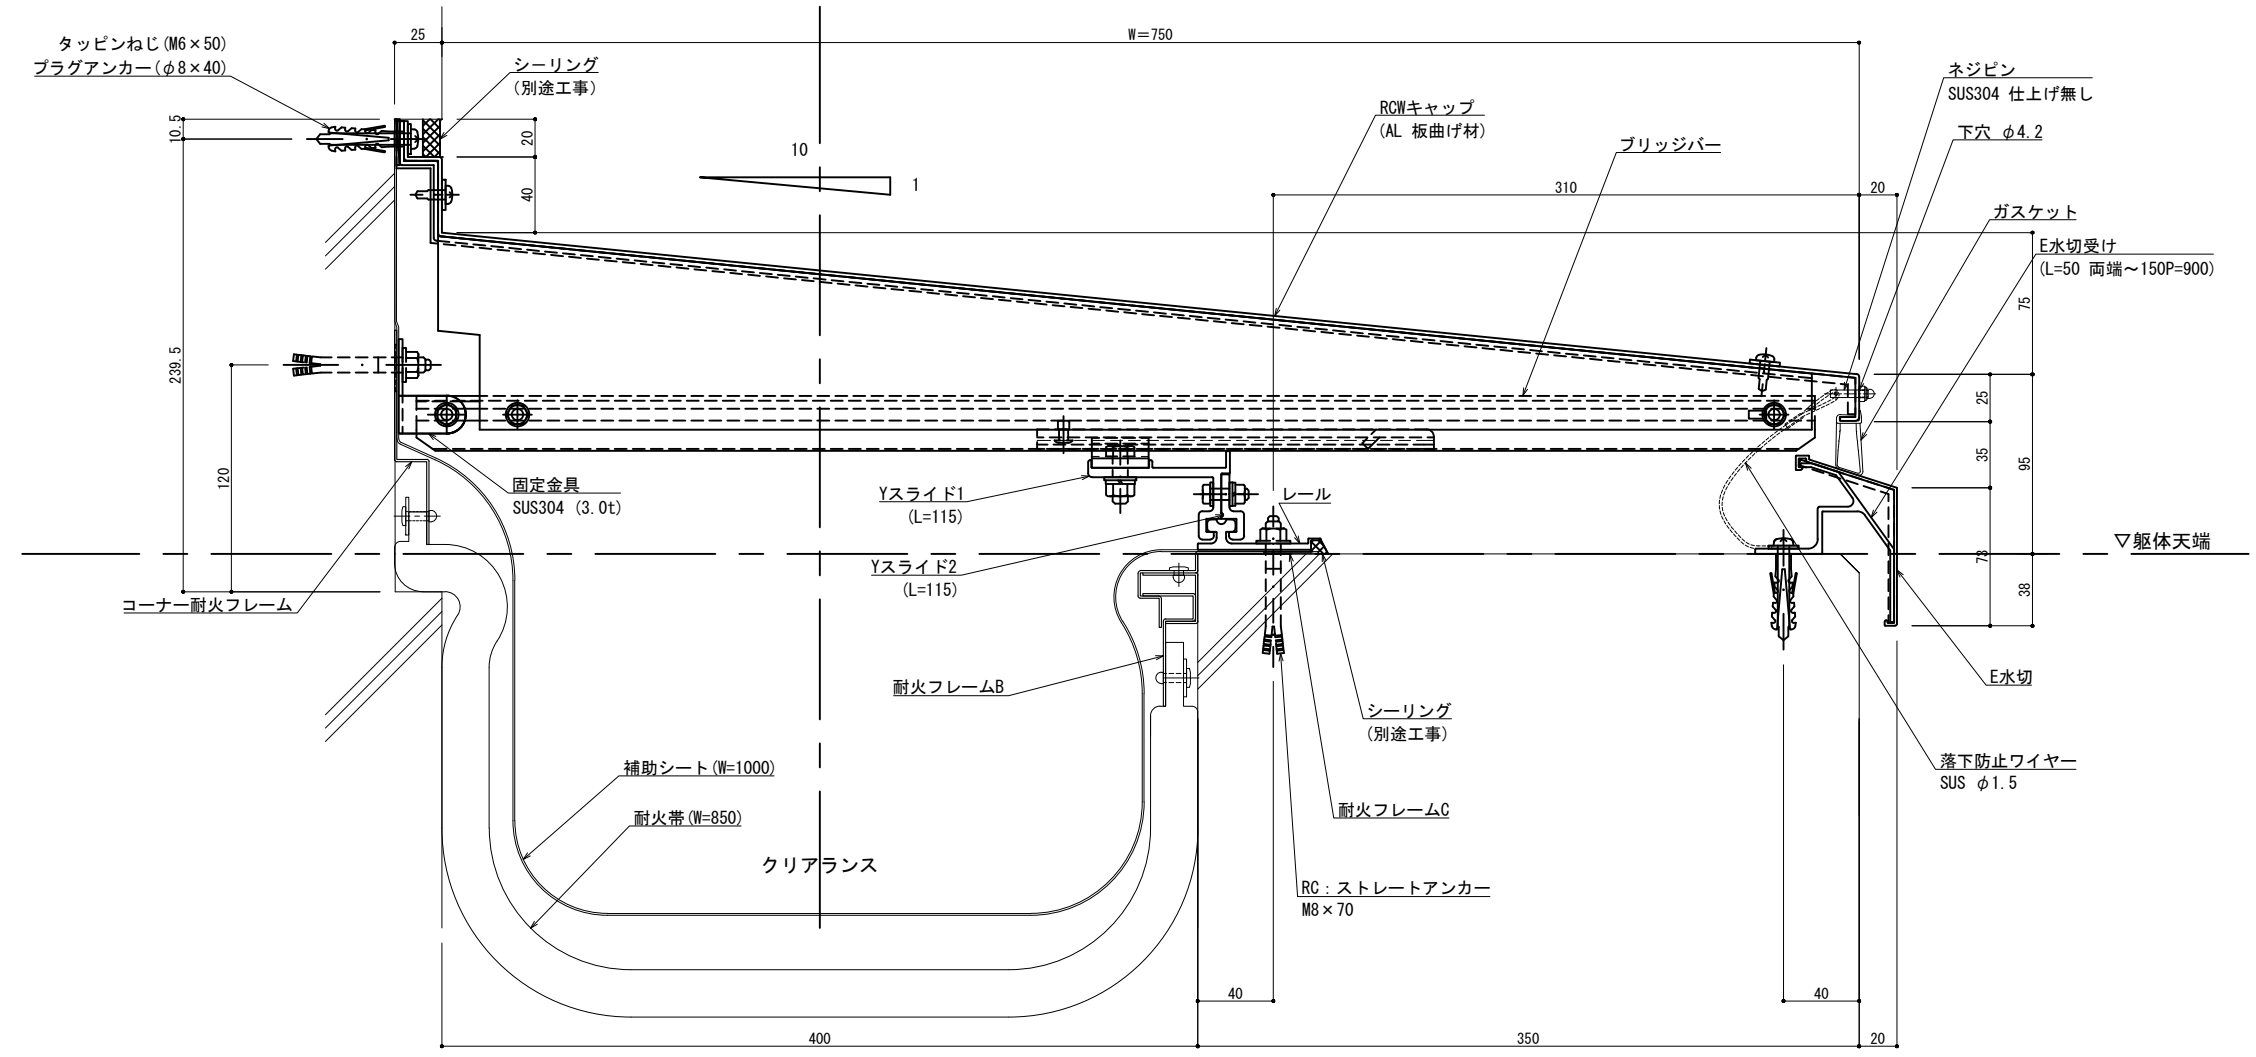 25
W=750
タッピンねじ(M6×50)
プラグアンカー(φ8×40)
シーリング
(別途工事)
ネジピン
SUS304 仕上げ無し
RCWキャップ
(AL 板曲げ材)
下穴 φ4.2
10.5
20
10
ブリッジバー
1
40
310
20
ガスケット
E水切受け
(L=50 両端～150P=900)
75
239.5
25
120
35
95
固定金具
SUS304 (3.0t)
Yスライド1
(L=115)
レール
▽躯体天端
Yスライド2
(L=115)
73
38
コーナー耐火フレーム
耐火フレームB
E水切
シーリング
(別途工事)
補助シート(W=1000)
落下防止ワイヤー
SUS φ1.5
耐火帯(W=850)
耐火フレームC
クリアランス
RC：ストレートアンカー
M8×70
40
40
400
350
20